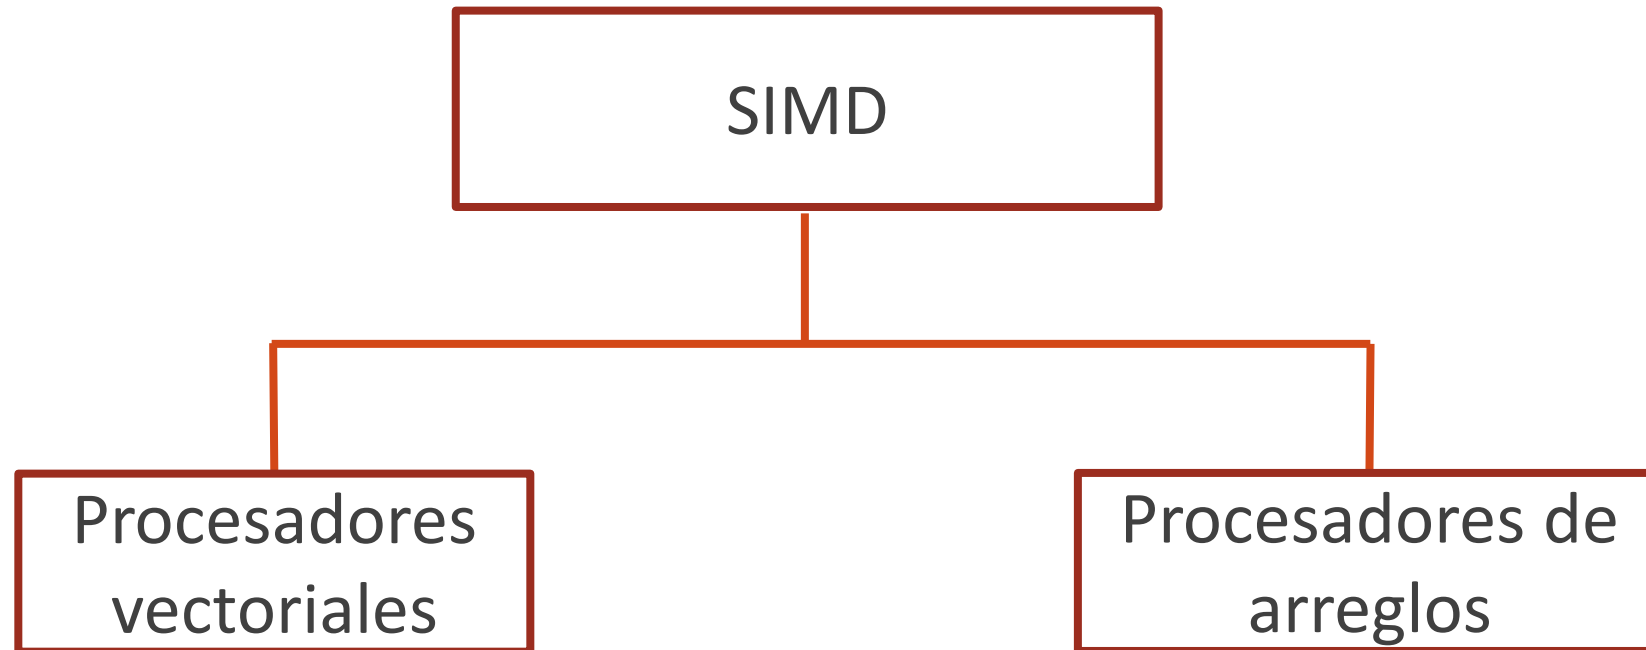 SIMD
Procesadores
vectoriales
Procesadores de
arreglos